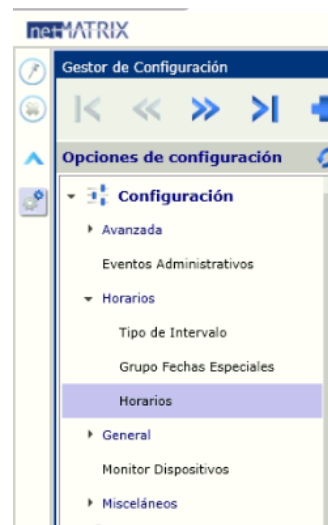 netMATRIX
Gestor de Configuración
Opciones de configuración
Configuración
Avanzada
Eventos Administrativos
Horarios
Tipo de Intervalo
Grupo Fechas Especiales
Horarios
General
Monitor Dispositivos
Misceláneos